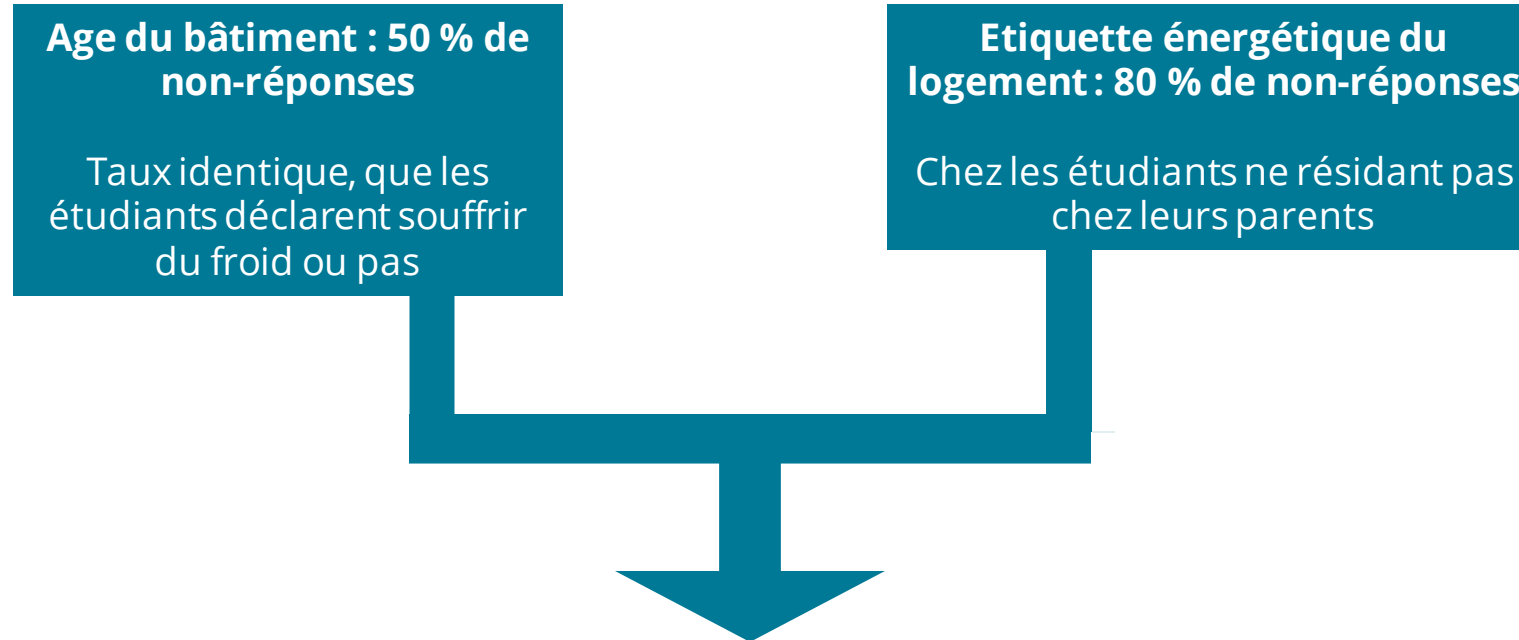 Age du bâtiment : 50 % de
non-réponses
Taux identique, que les
étudiants déclarent souffrir
du froid ou pas
Etiquette énergétique du
logement : 80 % de non-réponses
Chez les étudiants ne résidant pas
chez leurs parents